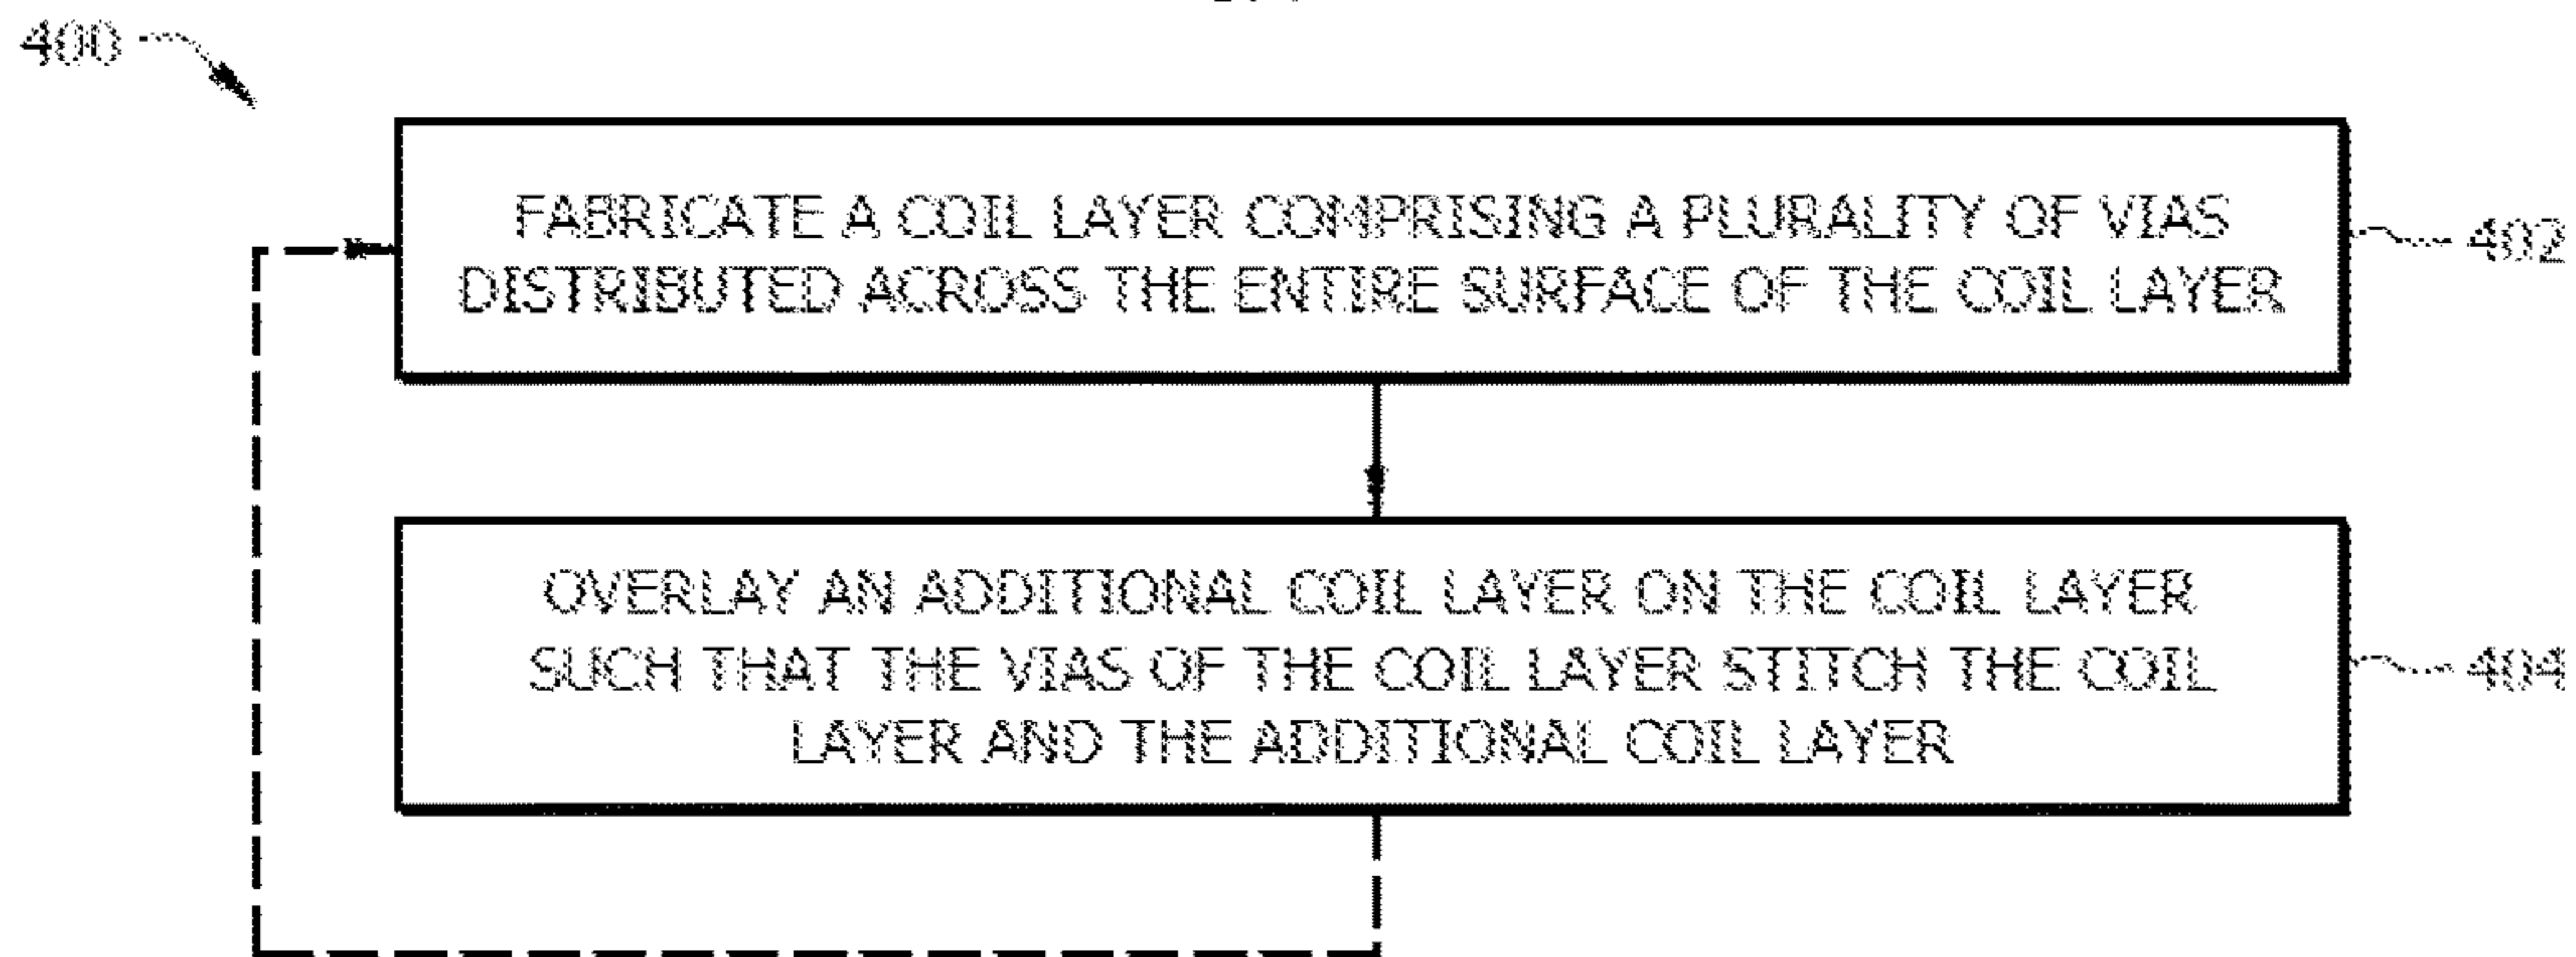 400
FABRICATE A COIL LAYER COMPRISING A PLURALITY OF VIAS
DISTRIBUTED ACROSS THE ENTIRE SURFACE OF THE COIL LAYER
402
OVERLAY AN ADDITIONAL COIL LAYER ON THE COIL LAYER
SUCH THAT THE VIAS OF THE COIL LAYER STITCH THE COIL
LAYER AND THE ADDITIONAL COIL LAYER
404